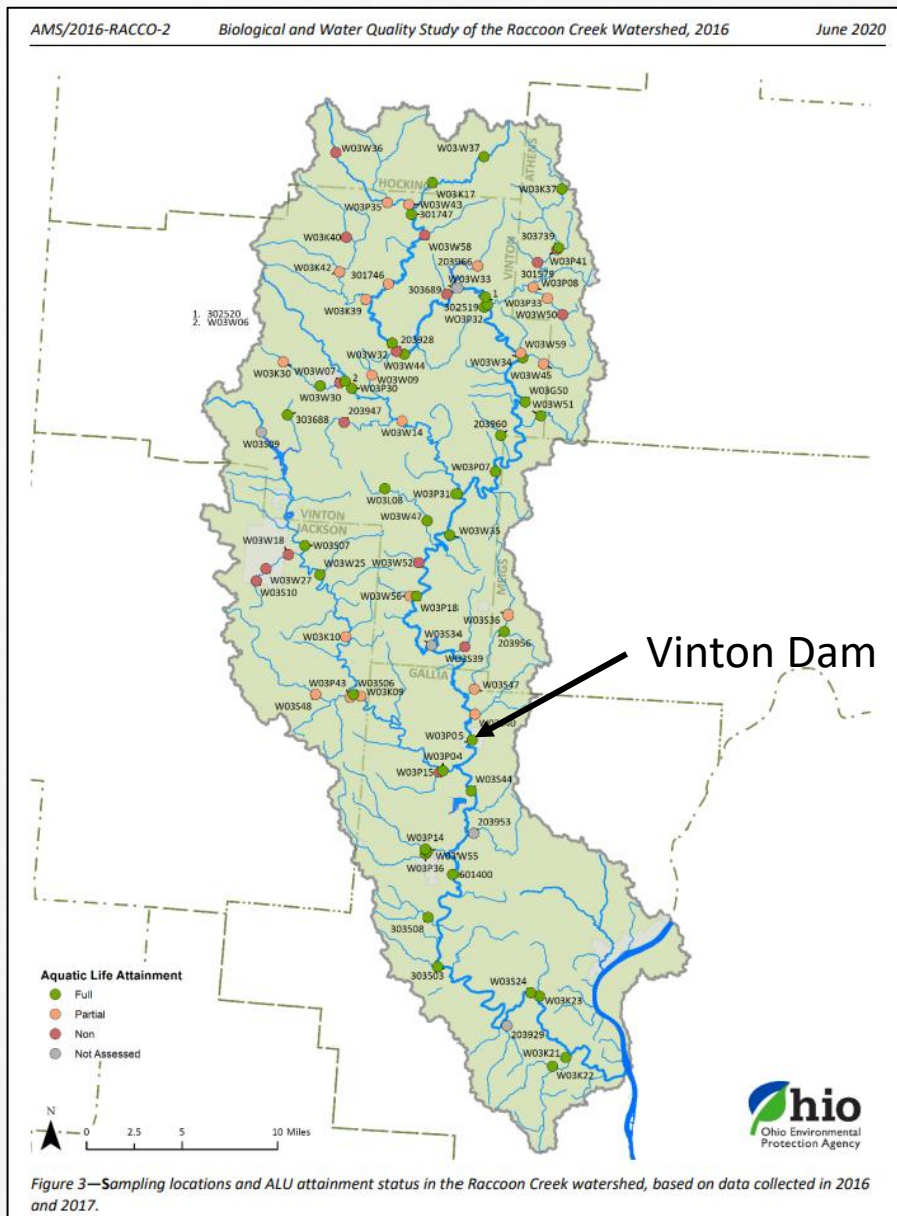 AMS/2016-RACCO-2 Biological and Water Quality Study of the Raccoon Creek Watershed, 2016 June 2020
W03W36
W03W37
ATHENS
HOCKING
W03K17
W03K37
W03P35
W03W43
301747
W03K40
W03W58
303739
W03P41
203966
VINTON
301579
W03K42
301746
W03W33
W03P08
303689
1
W03P33
W03K39
302519
W03W50
WO3P32
1. 302520
2. W03W06
203928
W03W59
W03W32
W03W44
W03W34
W03W07
W03W45
W03K30
2
W03W09
W03W30
W03P30
W03G50
W03W51
303688
203947
203960
W03S09
W03W14
W03P07
W03L08
W03P31
VINTON
JACKSON
W03W47
W03W18
W03S07
W03W35
W03W25
W03W52
MEIGS
W03W27
W03S10
W03W56
W03P18
W03S36
W03K10
W03S34
203956
WO3S39
Vinton Dam
GALLIA
W03P43
W03S06
W03S47
W03K09
W03S48
W03P05
W03P04
W03P15
W03S44
203953
W03P14
W03W55
W03P36
601400
303508
Aquatic Life Attainment
303503
Full
W03S24
Partial
W03K23
Non
Not Assessed
203929
W03K21
W03K22
N
0 2.5 5 10 Miles
Ohio
Ohio Environmental
Protection Agency
Figure 3—Sampling locations and ALU attainment status in the Raccoon Creek watershed, based on data collected in 2016
and 2017.